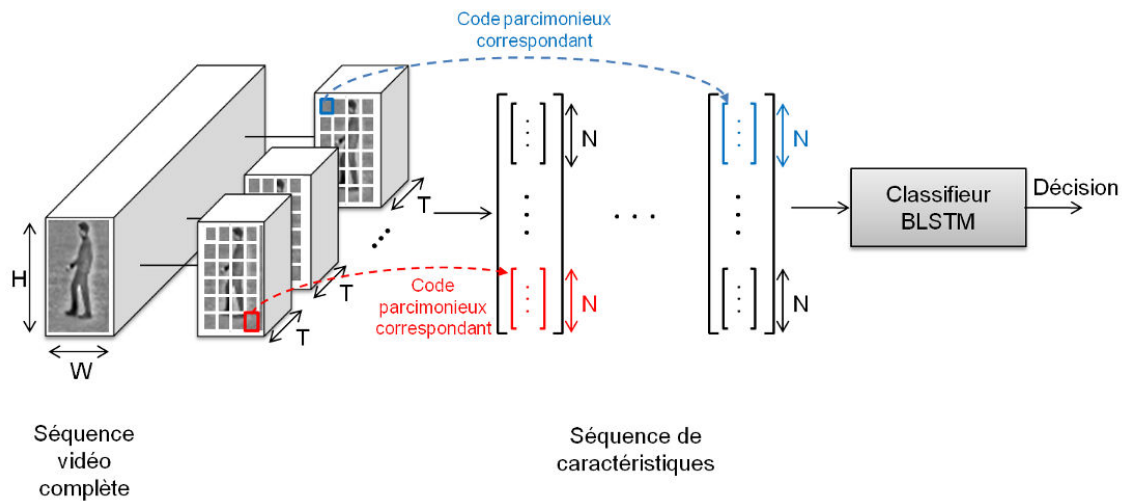 Code parcimonieux
correspondant
H
W
T
T
T
Code
parcimonieux
correspondant
N
N
N
N
Classifieur
BLSTM
Décision
Séquence
vidéo
complète
Séquence de
caractéristiques